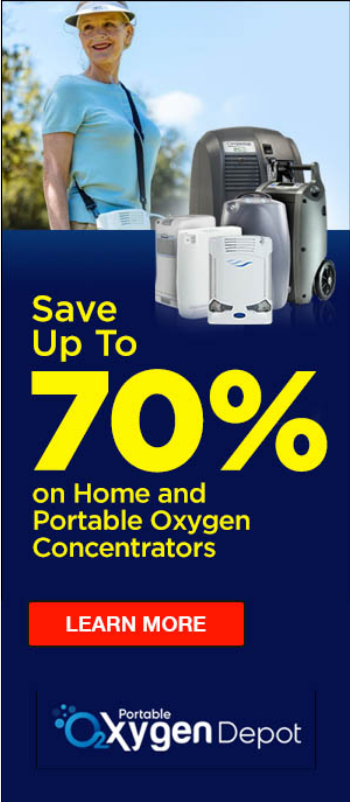 Save
Up To
70%
on Home and
Portable Oxygen
Concentrators
LEARN MORE
Portable
O2xygen Depot